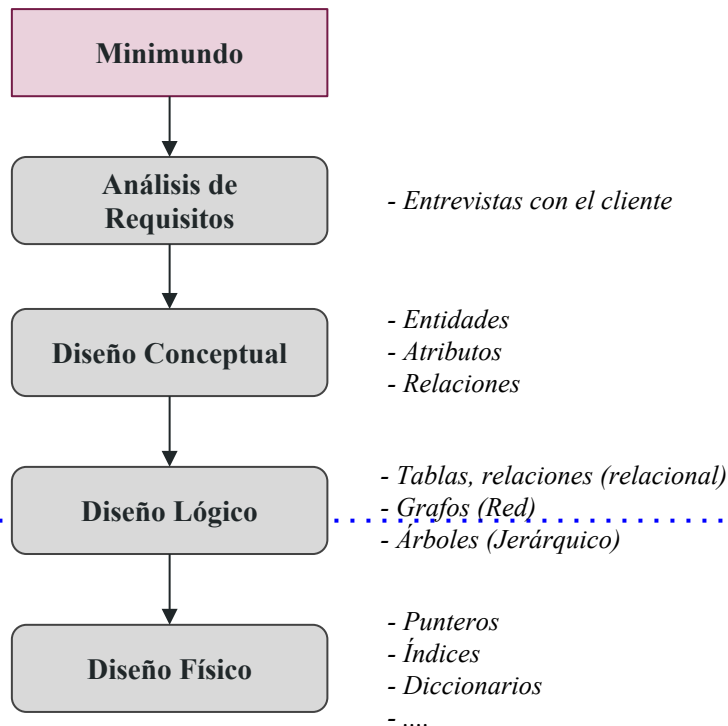 Minimundo
Análisis de
Requisitos
- Entrevistas con el cliente
Diseño Conceptual
- Entidades
- Atributos
- Relaciones
Diseño Lógico
- Tablas, relaciones (relacional)
- Grafos (Red)
- Árboles (Jerárquico)
Diseño Físico
- Punteros
- Índices
- Diccionarios
- ....